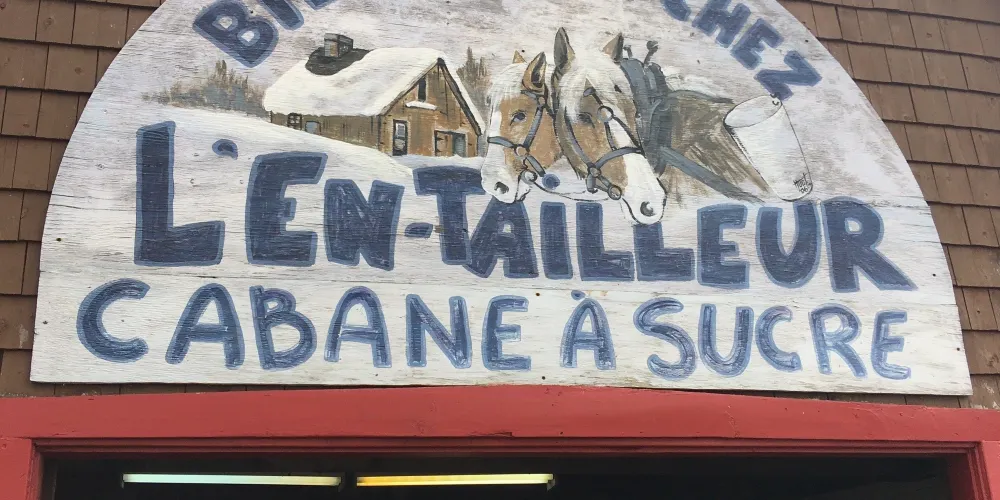 CHEZ
L'EN-TAILLEUR
CABANE À SUCRE